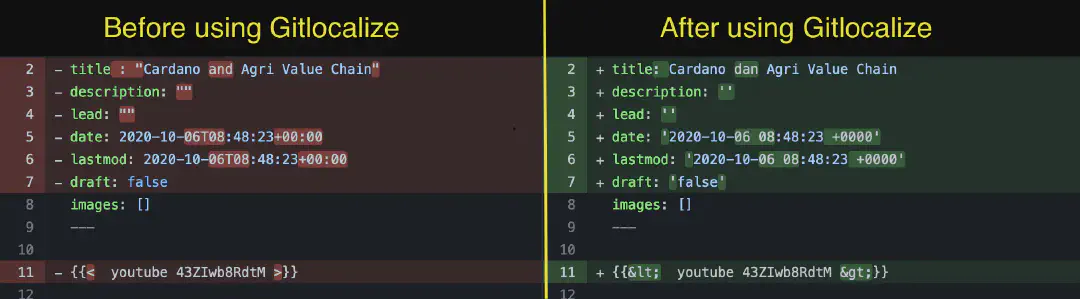 Before using Gitlocalize
2 - title : "Cardano and Agri Value Chain"
3 - description: ""
4 - lead: ""
5 - date: 2020-10-06T08:48:23+00:00
6 - lastmod: 2020-10-06T08:48:23+00:00
7 - draft: false
8 images: []
9 ---
10
11 - {{<  youtube 43ZIwb8RdtM >}}
12
After using Gitlocalize
2 + title: Cardano dan Agri Value Chain
3 + description: ''
4 + lead: ''
5 + date: '2020-10-06 08:48:23 +0000'
6 + lastmod: '2020-10-06 08:48:23 +0000'
7 + draft: 'false'
8 images: []
9 ---
10
11 + {{&lt;  youtube 43ZIwb8RdtM &gt;}}
12